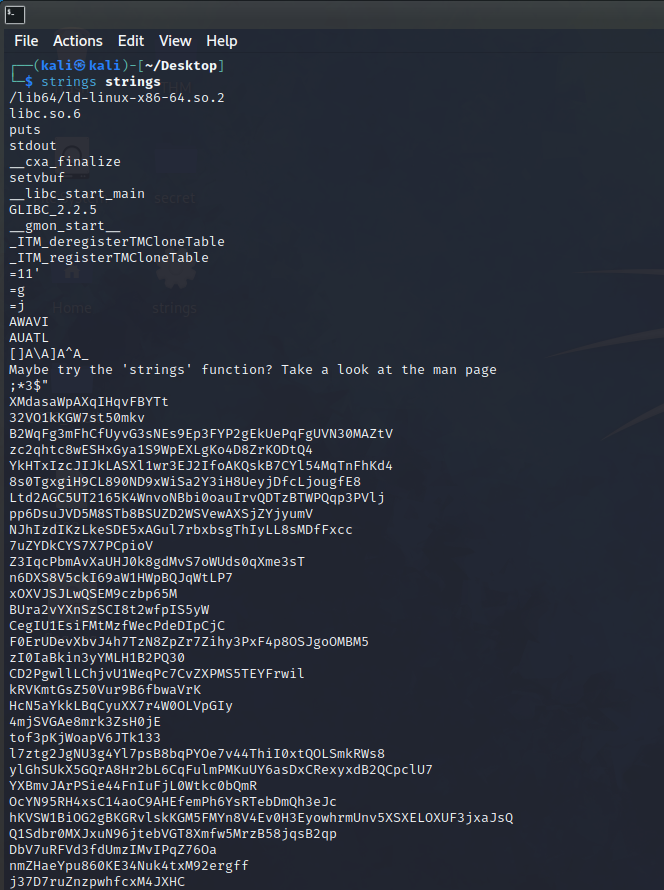 File Actions Edit View Help
┌──(kali㉿kali)-[~/Desktop]
└─$ strings strings
/lib64/ld-linux-x86-64.so.2
libc.so.6
puts
stdout
__cxa_finalize
setvbuf
__libc_start_main
GLIBC_2.2.5
__gmon_start__
_ITM_deregisterTMCloneTable
_ITM_registerTMCloneTable
=11'
=g
=j
AWAVI
AUATL
[]A\A]A^A_
Maybe try the 'strings' function? Take a look at the man page
;*3$"
XMdasaWpAXqIHqvFBYTt
32VO1kKGW7st50mkv
B2WqFg3mFhCfUyvG3sNEs9Ep3FYP2gEkUePqFgUVN30MAZtV
zc2qhtc8wESHxGya1S9WpEXLgKo4D8ZrKODtQ4
YkHTxIzcJIJkLASXl1wr3EJ2IfoAKQskB7CYl54MqTnFhKd4
8s0TgxgiH9CL890ND9xWiSa2Y3iH8UeyjDfcLjougfE8
Ltd2AGC5UT2165K4WnvoNBbi0oauIrvQDTzBTWPQqp3PVlj
pp6DsuJVD5M8STb8BSUZD2WSVewAXSjZYjyumV
NJhIzdIKzLkeSDE5xAGul7rbxbsgThIyLL8sMDfFxcc
7uZYDkCYS7X7PCpioV
Z3IqcPbmAvXaUHJ0k8gdMvS7oWUds0qXme3sT
n6DXS8V5ckI69aW1HWpBQJqWtLP7
xOXVJSJLwQSEM9czbp65M
BUra2vYXnSzSCI8t2wfpIS5yW
CegIU1EsiFMtMzfWecPdeDIpCjC
F0ErUDevXbvJ4h7TzN8ZpZr7Zihy3PxF4p8OSJgoOMBM5
zI0IaBkin3yYMLH1B2PQ30
CD2PgwllLChjvU1WeqPc7CvZXPMS5TEYFrwil
kRVKmtGsZ50Vur9B6fbwaVrK
HcN5aYkkLBqCyuXX7r4W0OLVpGIy
4mjSVGAe8mrk3ZsH0jE
tof3pKjWoapV6JTk133
l7ztg2JgNU3g4Yl7psB8bqPYOe7v44ThiI0xtQOLSmkRWs8
ylGhSUkX5GQrA8Hr2bL6CqFulmPMKuUY6asDxCRexyxdB2QCpclU7
YXBmvJArPSie44FnIuFjL0Wtkc0bQmR
OcYN95RH4xsC14aoC9AHEfemPh6YsRTebDmQh3eJc
hKVSW1BiOG2gBKGRvlskKGM5FMYn8V4Ev0H3EyowhrmUnv5XSXELOXUF3jxaJsQ
Q1Sdbr0MXJxuN96jtebVGT8Xmfw5MrzB58jqsB2qp
DbV7uRFVd3fdUmzIMvIPqZ76Oa
nmZHaeYpu860KE34Nuk4txM92ergff
j37D7ruZnzpwhfcxM4JXHC
Home
secret
strings